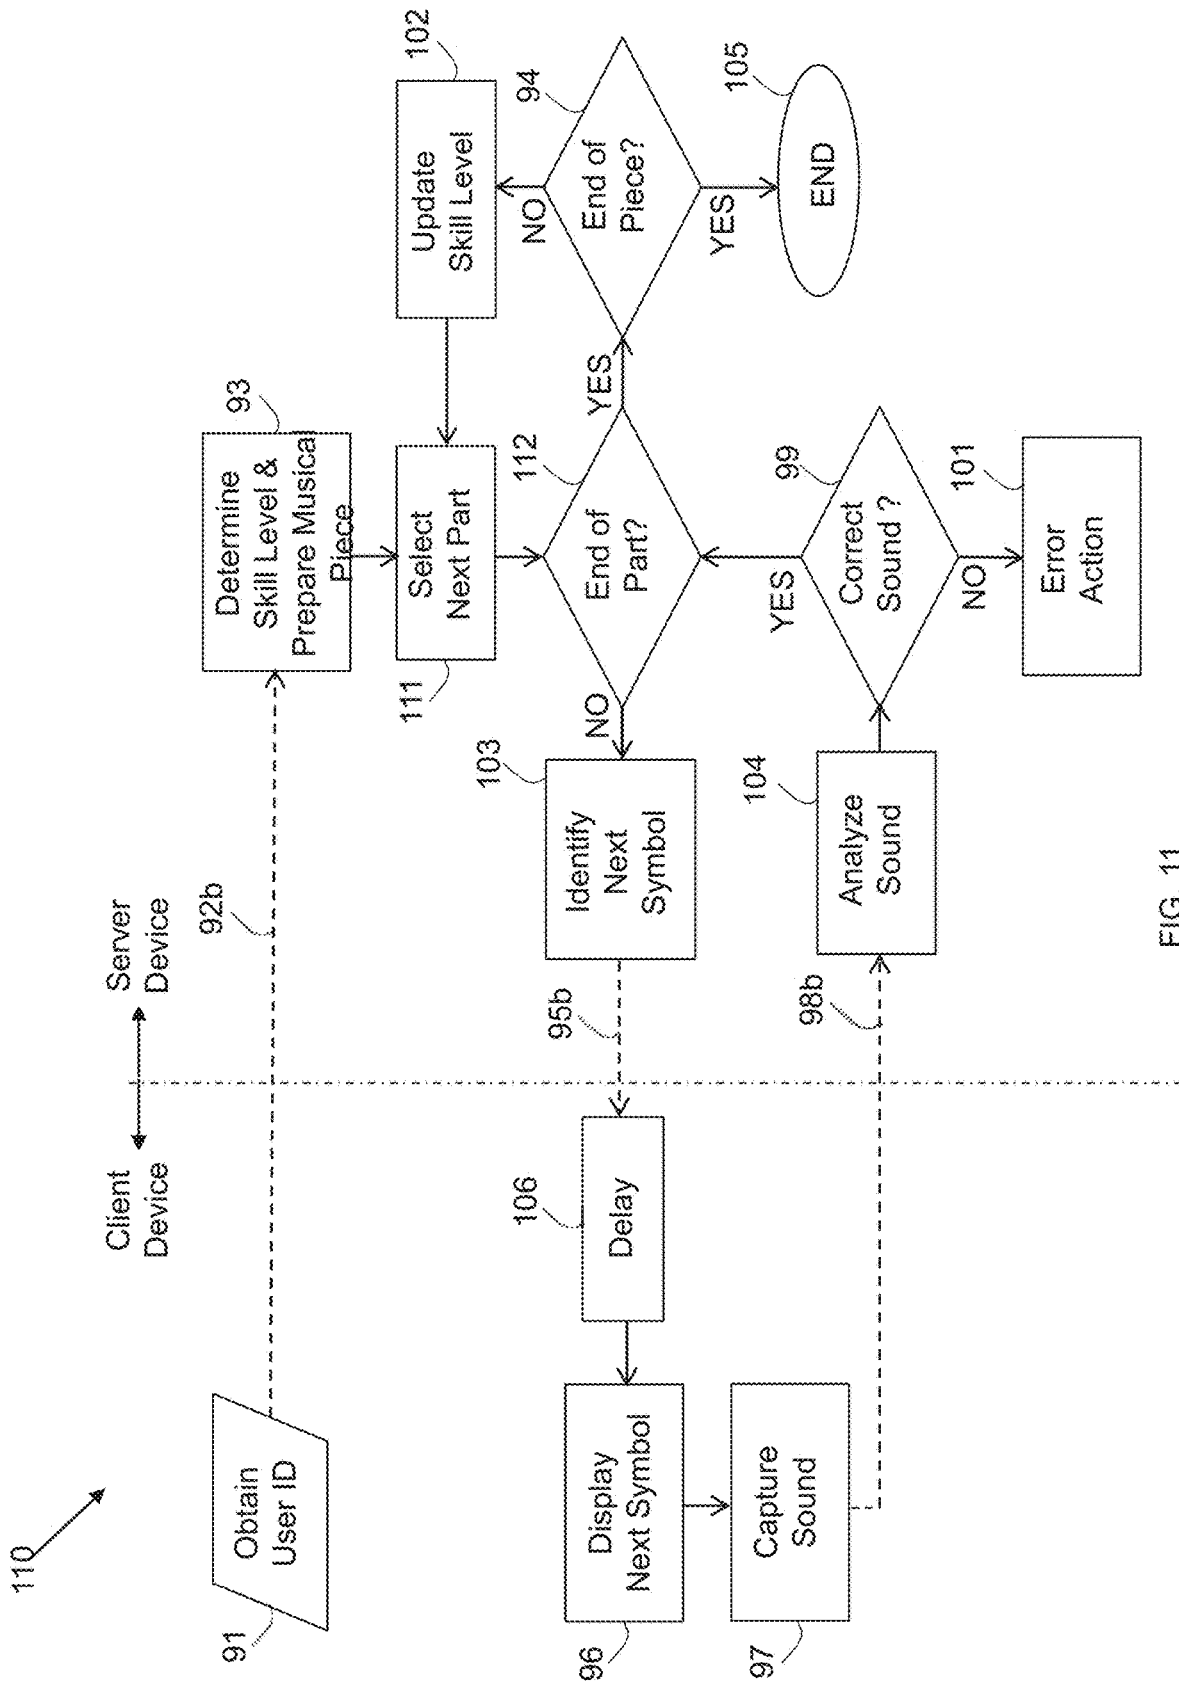 110
Client
Device
Server
Device
91
Obtain
User ID
92b
93
Determine
Skill Level &
Prepare Musical
Piece
111
Select
Next Part
102
Update
Skill Level
96
Display
Next Symbol
106
Delay
95b
103
Identify
Next
Symbol
NO
End of
Part?
112
YES
End of
Piece?
94
NO
YES
END
105
97
Capture
Sound
98b
104
Analyze
Sound
Correct
Sound ?
99
YES
NO
Error
Action
101
FIG. 11